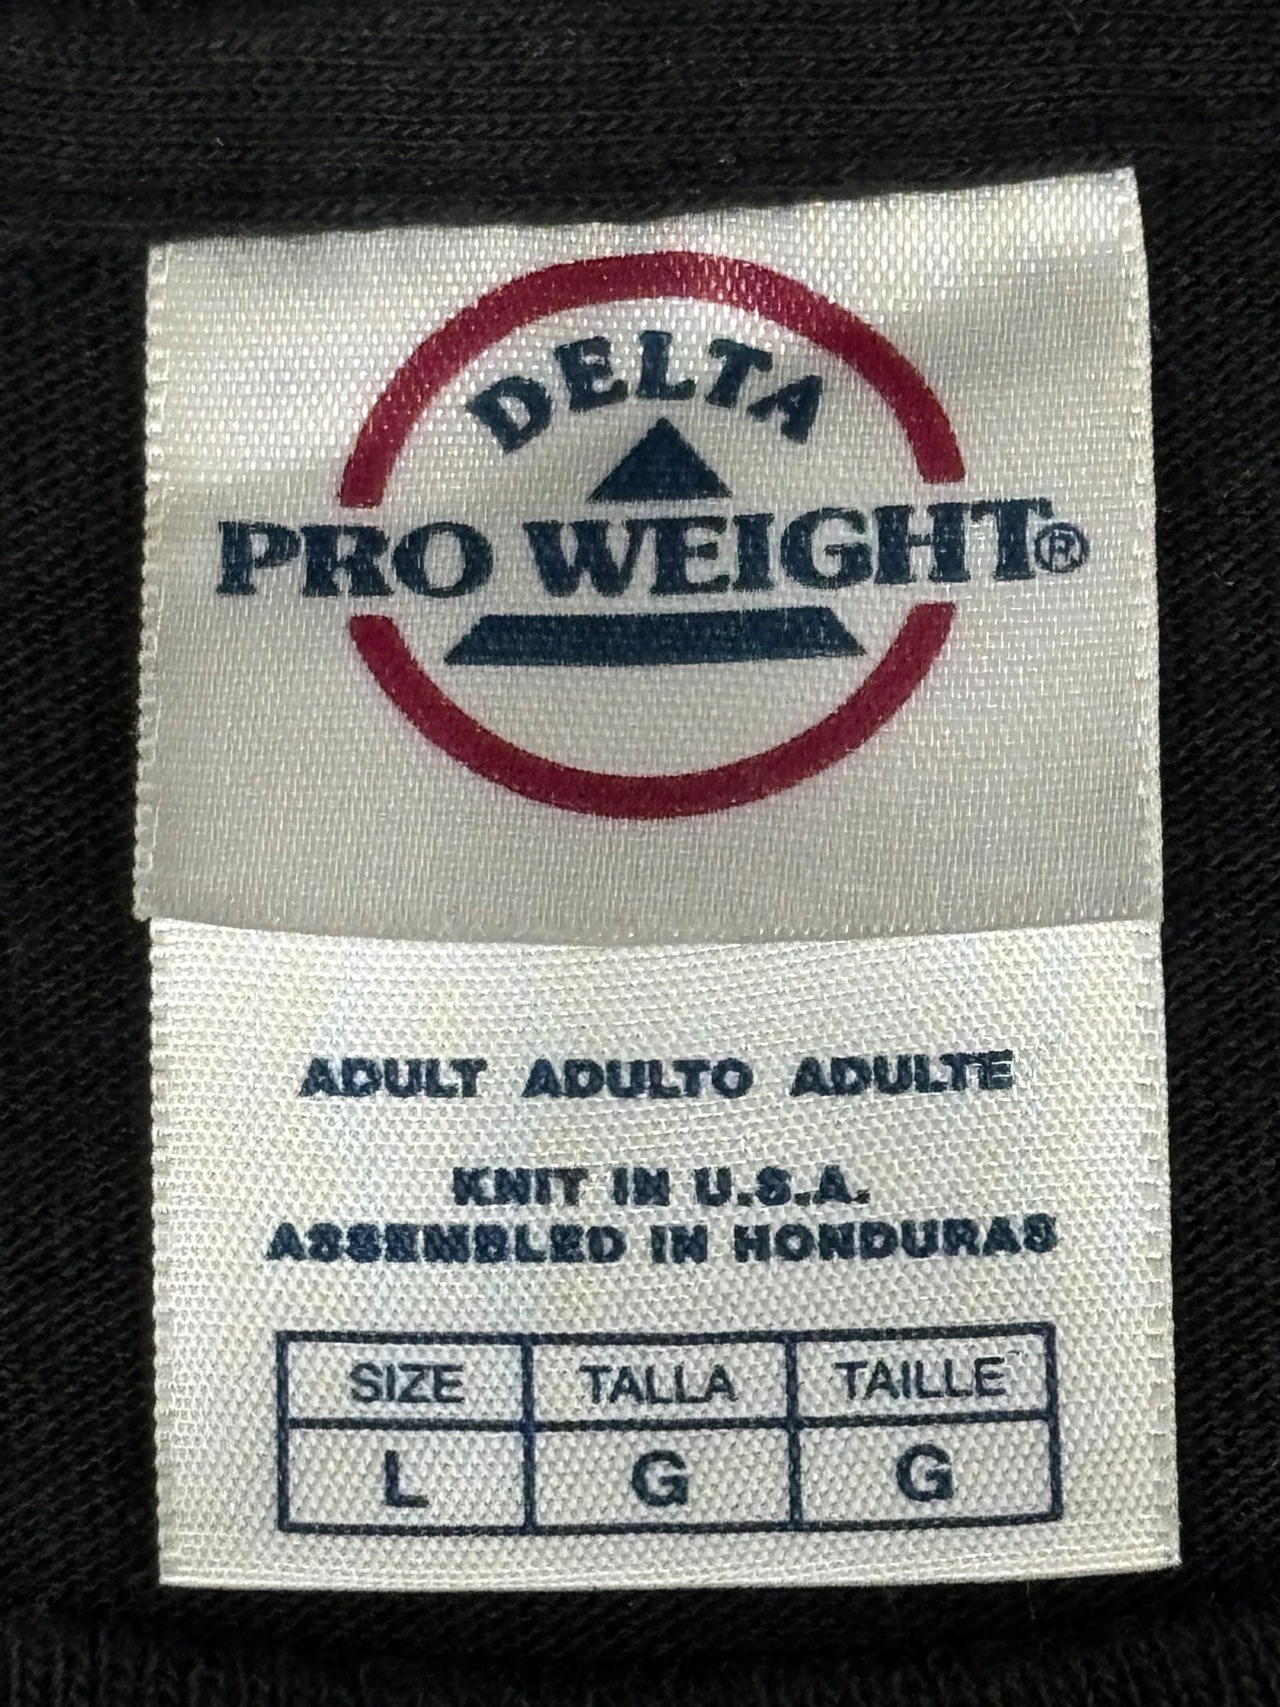 DELTA
PRO WEIGHT®
ADULT ADULTO ADULTE
KNIT IN U.S.A.
ASSEMBLED IN HONDURAS
SIZE TALLA TAILLE
L G G